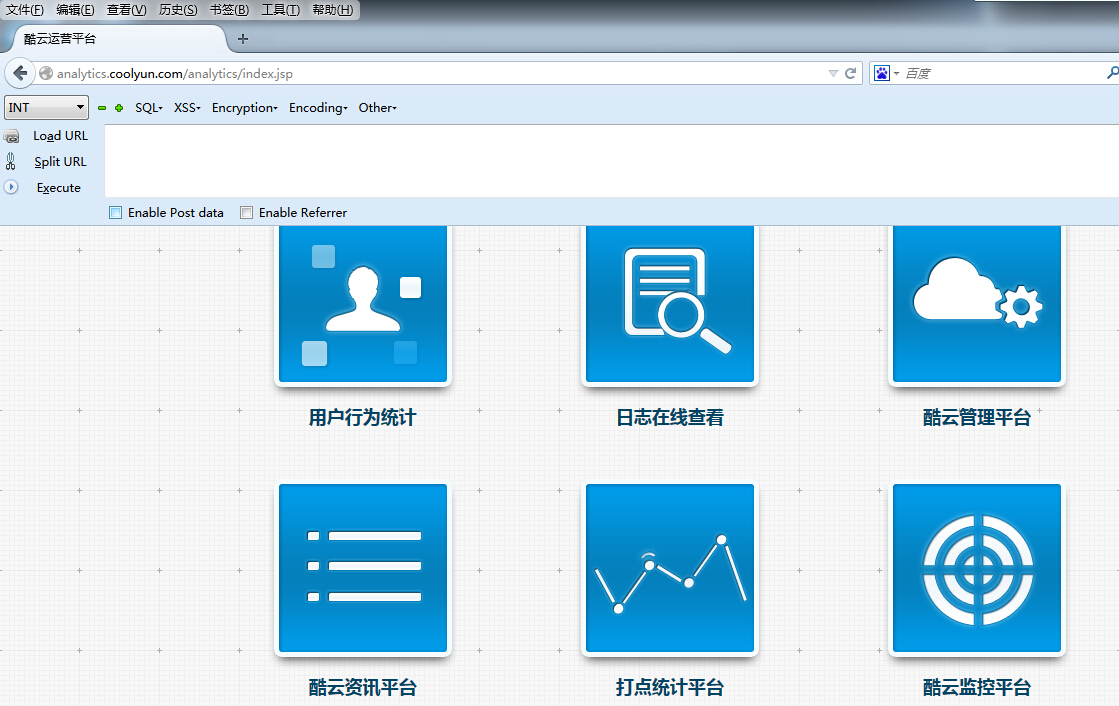 文件(F) 编辑(E) 查看(V) 历史(S) 书签(B) 工具(T) 帮助(H)
酷云运营平台 +
analytics.coolyun.com/analytics/index.jsp 百度
INT SQL XSS Encryption Encoding Other
Load URL
Split URL
Execute
Enable Post data Enable Referrer
用户行为统计 日志在线查看 酷云管理平台
酷云资讯平台 打点统计平台 酷云监控平台